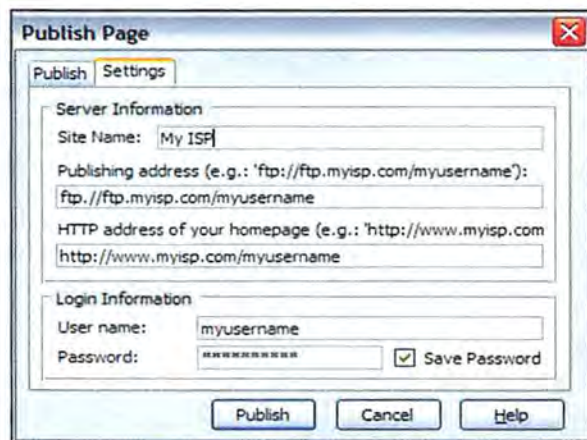 Publish Page
Publish Settings
Server Information
Site Name: My ISP
Publishing address (e.g.: 'ftp://ftp.myisp.com/myusername'):
ftp.//ftp.myisp.com/myusername
HTTP address of your homepage (e.g.: 'http://www.myisp.com
http://www.myisp.com/myusername
Login Information
User name: myusername
Password: ********** Save Password
Publish Cancel Help